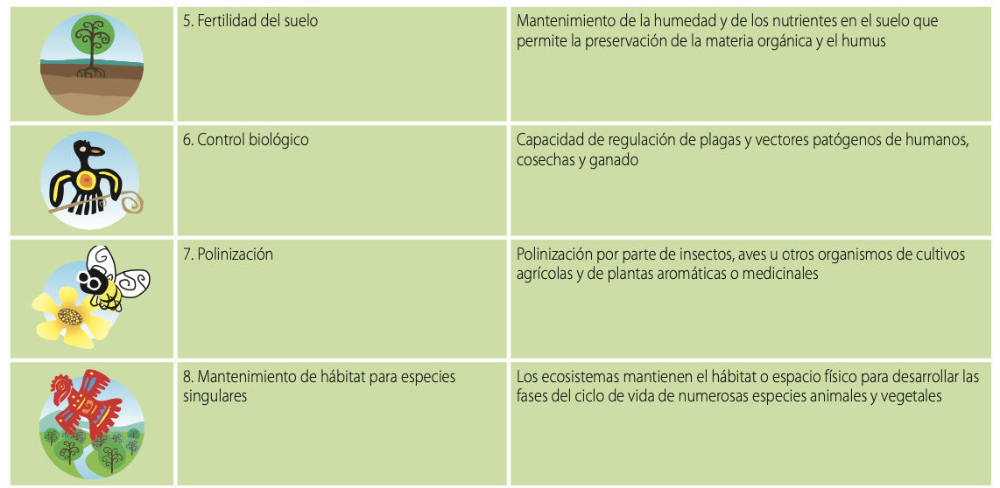 5. Fertilidad del suelo
Mantenimiento de la humedad y de los nutrientes en el suelo que
permite la preservación de la materia orgánica y el humus
6. Control biológico
Capacidad de regulación de plagas y vectores patógenos de humanos,
cosechas y ganado
7. Polinización
Polinización por parte de insectos, aves u otros organismos de cultivos
agrícolas y de plantas aromáticas o medicinales
8. Mantenimiento de hábitat para especies
singulares
Los ecosistemas mantienen el hábitat o espacio físico para desarrollar las
fases del ciclo de vida de numerosas especies animales y vegetales